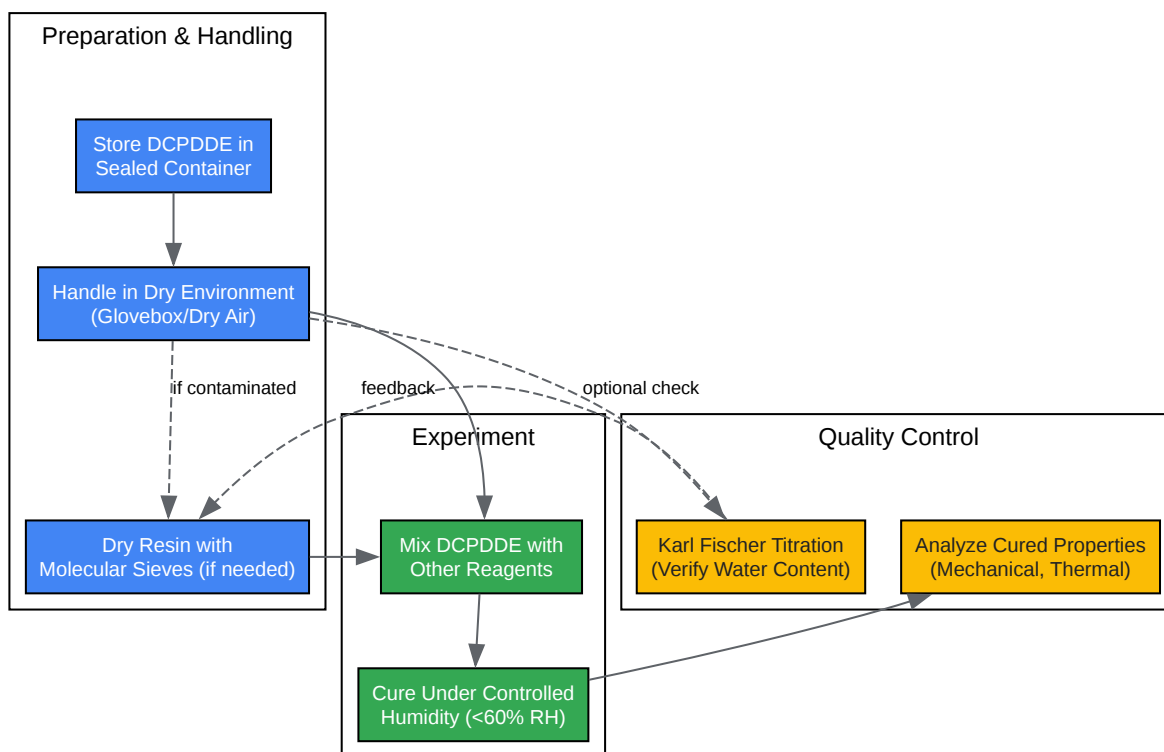 Preparation & Handling
Store DCPDDE in
Sealed Container
Handle in Dry Environment
(Glovebox/Dry Air)
if contaminated
feedback
optional check
Experiment
Quality Control
Dry Resin with
Molecular Sieves (if needed)
Mix DCPDDE with
Other Reagents
Karl Fischer Titration
(Verify Water Content)
Analyze Cured Properties
(Mechanical, Thermal)
Cure Under Controlled
Humidity (<60% RH)